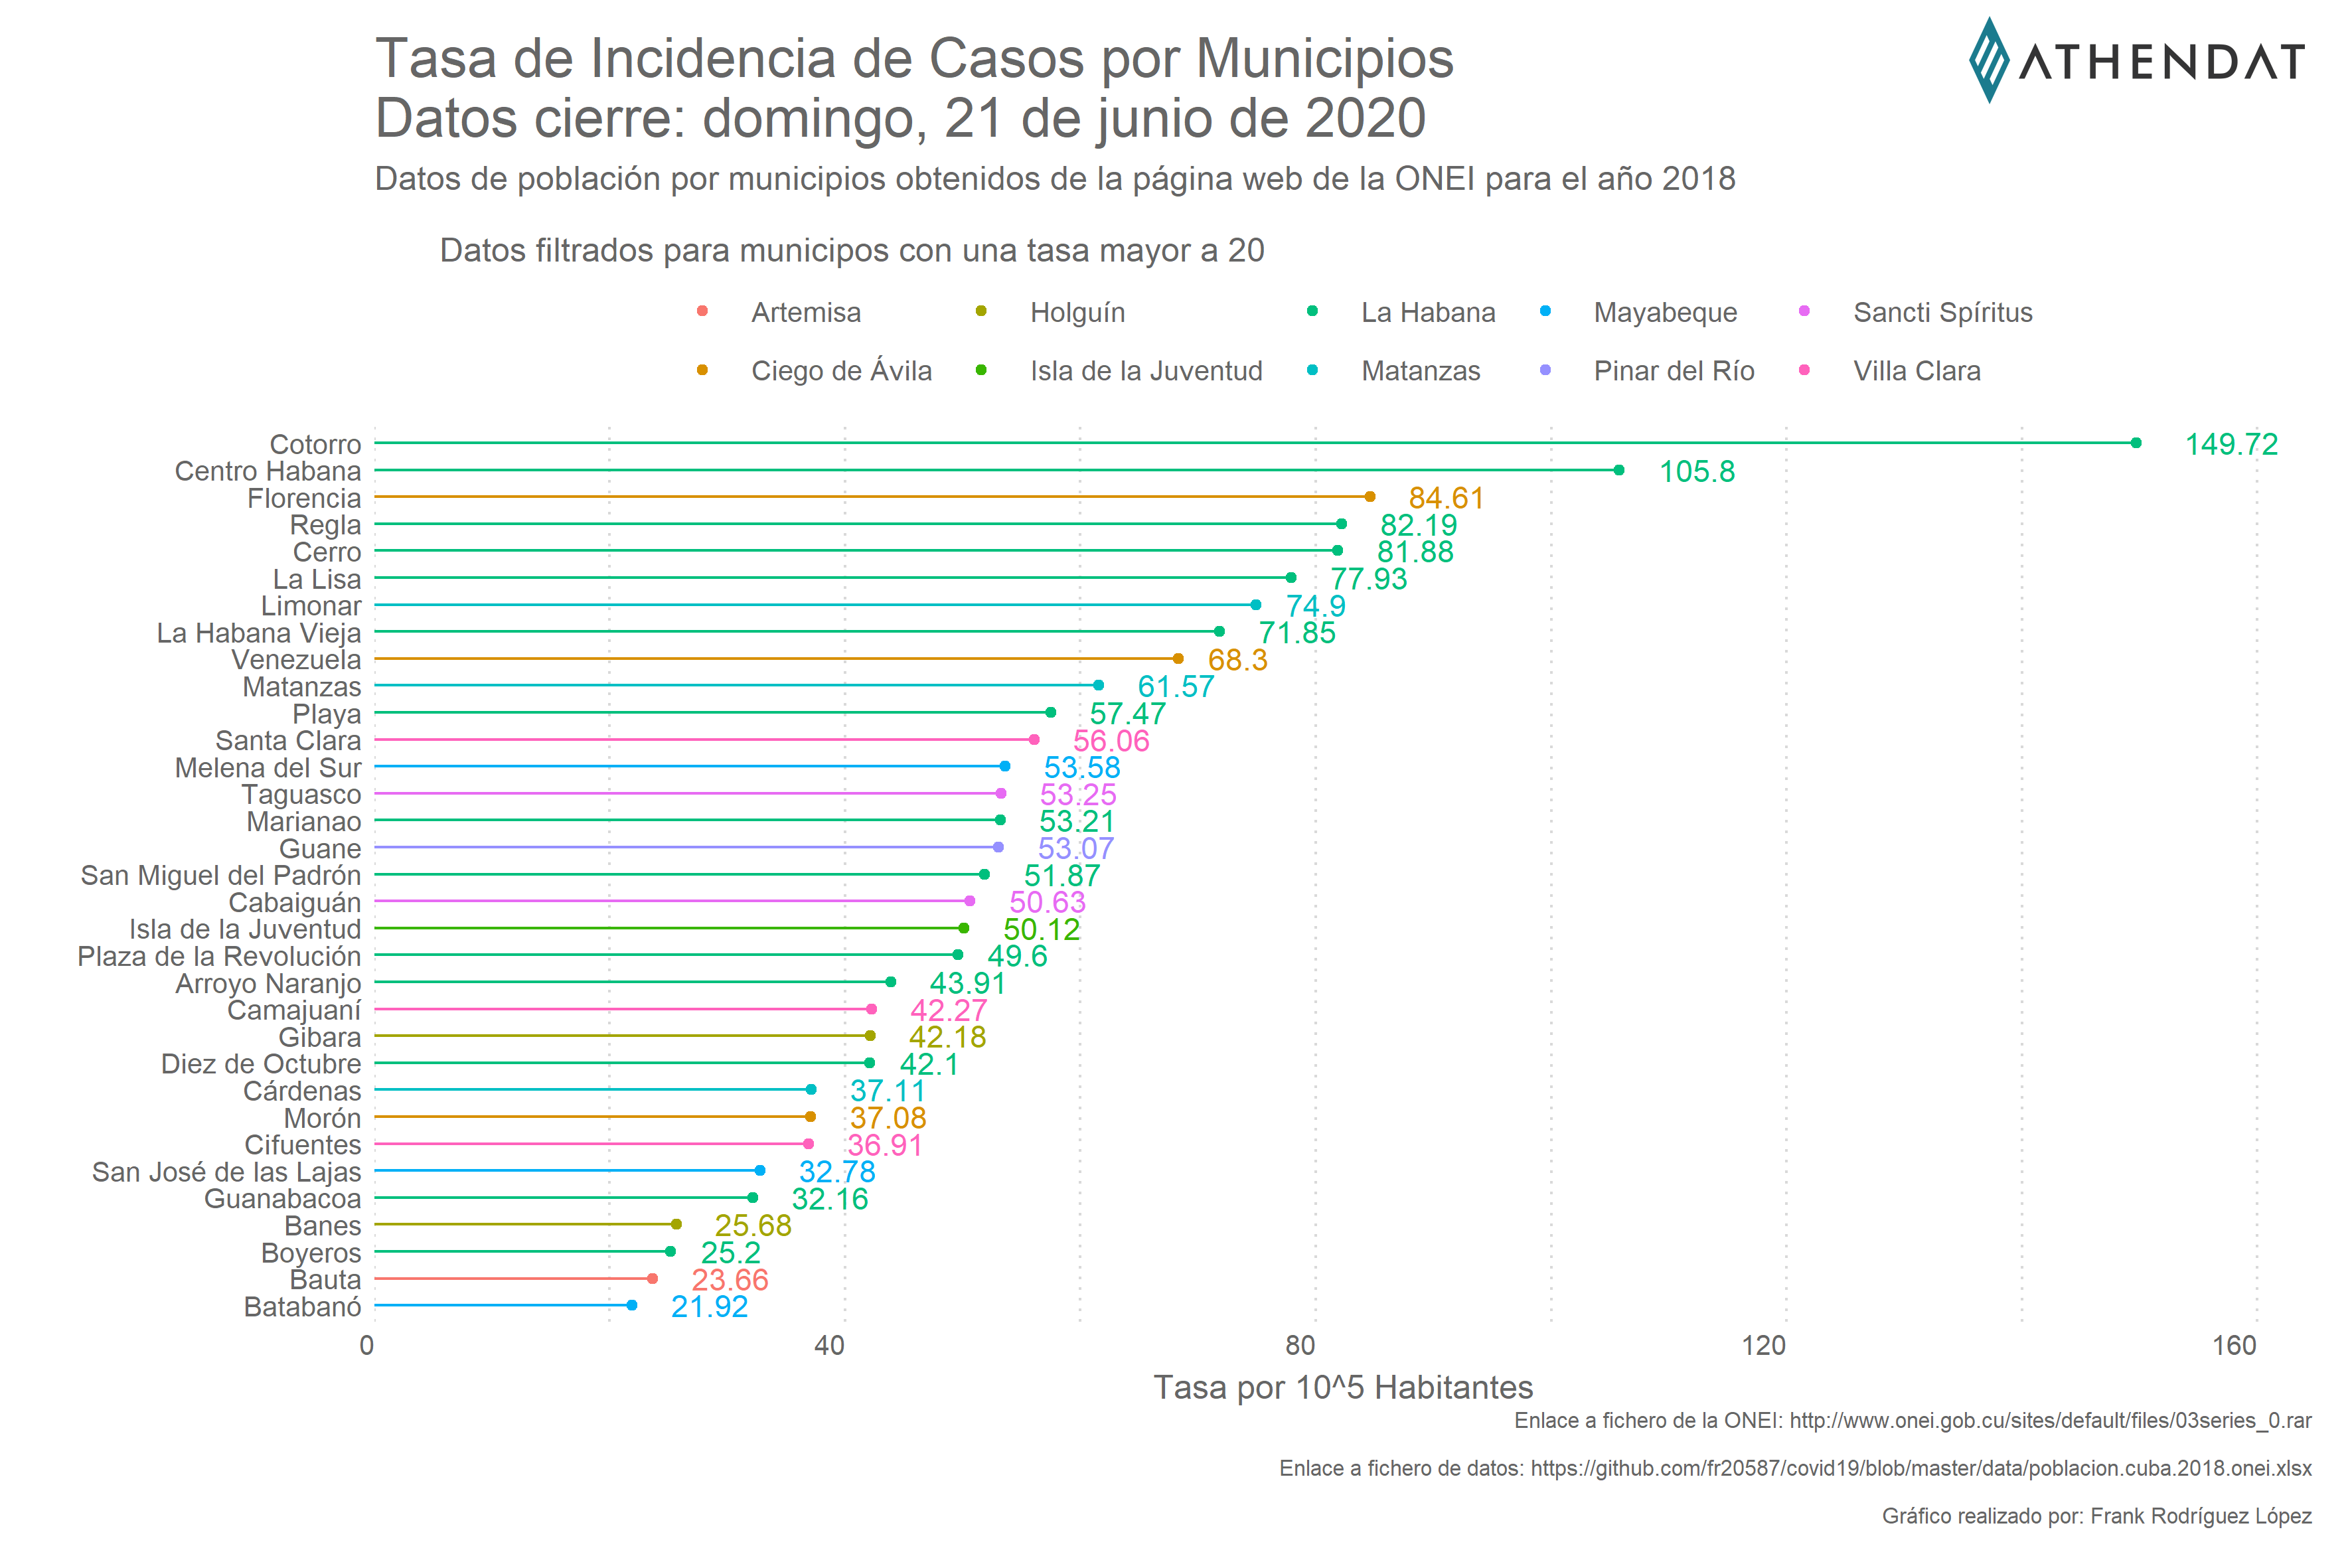 Tasa de Incidencia de Casos por Municipios
ATHENDAT
Datos cierre: domingo, 21 de junio de 2020
Datos de población por municipios obtenidos de la página web de la ONEI para el año 2018
Datos filtrados para municipos con una tasa mayor a 20
Artemisa Holguín La Habana Mayabeque Sancti Spíritus
Ciego de Ávila Isla de la Juventud Matanzas Pinar del Río Villa Clara
Cotorro 149.72
Centro Habana 105.8
Florencia 84.61
Regla 82.19
Cerro 81.88
La Lisa 77.93
Limonar 74.9
La Habana Vieja 71.85
Venezuela 68.3
Matanzas 61.57
Playa 57.47
Santa Clara 56.06
Melena del Sur 53.58
Taguasco 53.25
Marianao 53.21
Guane 53.07
San Miguel del Padrón 51.87
Cabaiguán 50.63
Isla de la Juventud 50.12
Plaza de la Revolución 49.6
Arroyo Naranjo 43.91
Camajuaní 42.27
Gibara 42.18
Diez de Octubre 42.1
Cárdenas 37.11
Morón 37.08
Cifuentes 36.91
San José de las Lajas 32.78
Guanabacoa 32.16
Banes 25.68
Boyeros 25.2
Bauta 23.66
Batabanó 21.92
0 40 80 120 160
Tasa por 10^5 Habitantes
Enlace a fichero de la ONEI: http://www.onei.gob.cu/sites/default/files/03series_0.rar
Enlace a fichero de datos: https://github.com/fr20587/covid19/blob/master/data/poblacion.cuba.2018.onei.xlsx
Gráfico realizado por: Frank Rodríguez López